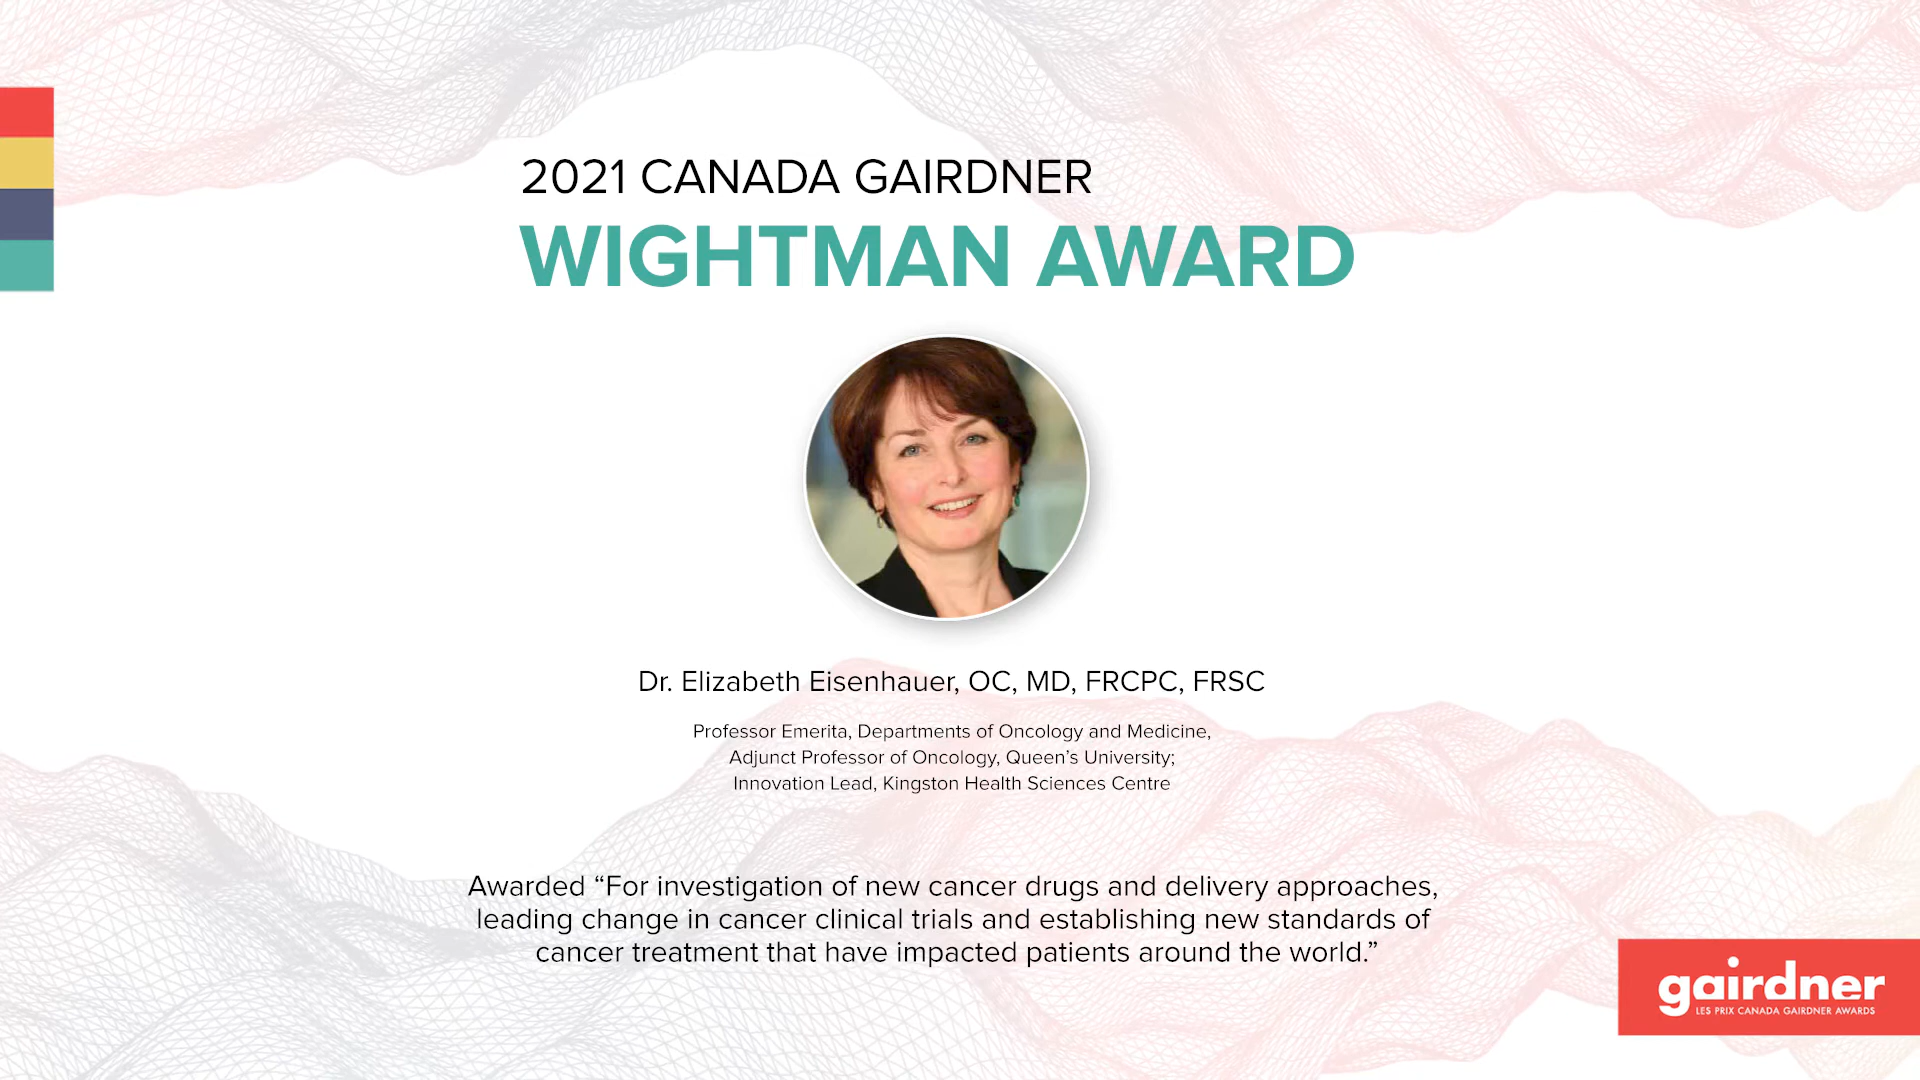 2021 CANADA GAIRDNER
WIGHTMAN AWARD
Dr. Elizabeth Eisenhauer, OC, MD, FRCPC, FRSC
Professor Emerita, Departments of Oncology and Medicine,
Adjunct Professor of Oncology, Queen’s University;
Innovation Lead, Kingston Health Sciences Centre
Awarded “For investigation of new cancer drugs and delivery approaches,
leading change in cancer clinical trials and establishing new standards of
cancer treatment that have impacted patients around the world.”
gairdner
LES PRIX CANADA GAIRDNER AWARDS